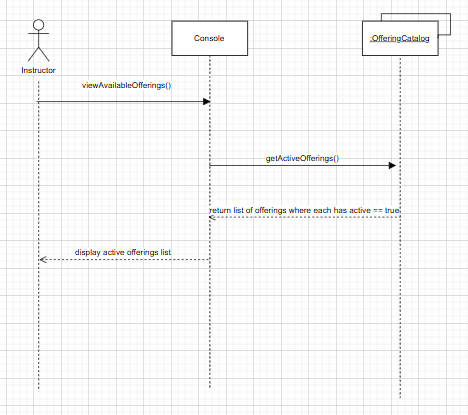 Console
:OfferingCatalog
Instructor
viewAvailableOfferings()
getActiveOfferings()
return list of offerings where each has active == true
display active offerings list